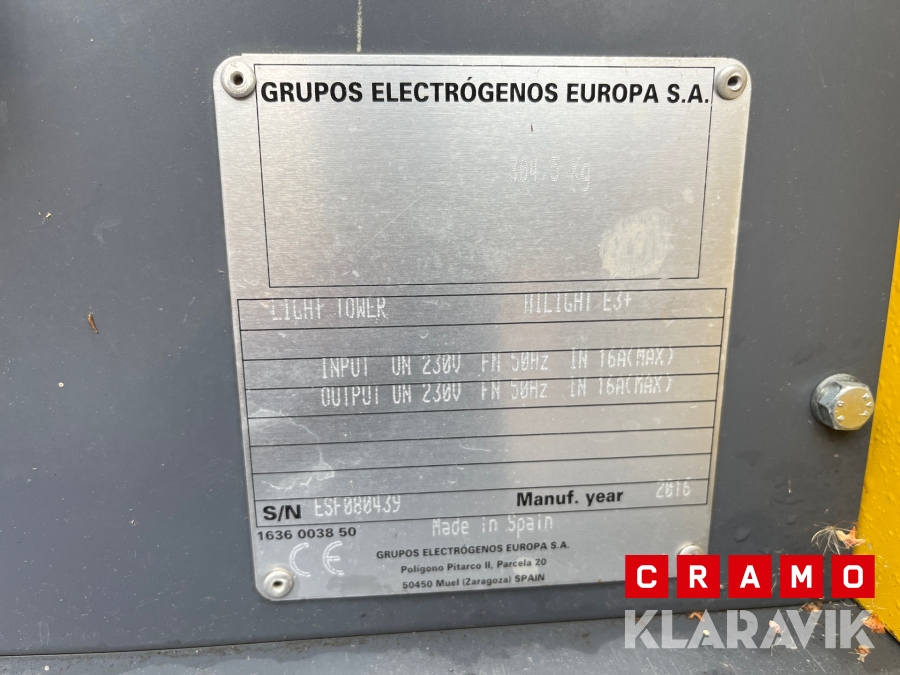 GRUPOS ELECTRÓGENOS EUROPA S.A.
304,5 Kg
LIGHT TOWER HILIGHT E3+
INPUT UN 230V FN 50Hz IN 16A(MAX)
OUTPUT UN 230V FN 50Hz IN 16A(MAX)
S/N ESF080439 Manuf. year 2016
1636 0038 50 Made in Spain
CE
GRUPOS ELECTRÓGENOS EUROPA S.A.
Polígono Pitarco II, Parcela 20
50450 Muel (Zaragoza) SPAIN
CRAMO
KLARAVIK